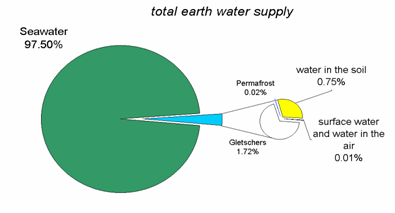 total earth water supply
Seawater
97.50%
Permafrost
0.02%
water in the soil
0.75%
Gletschers
1.72%
surface water
and water in the
air
0.01%